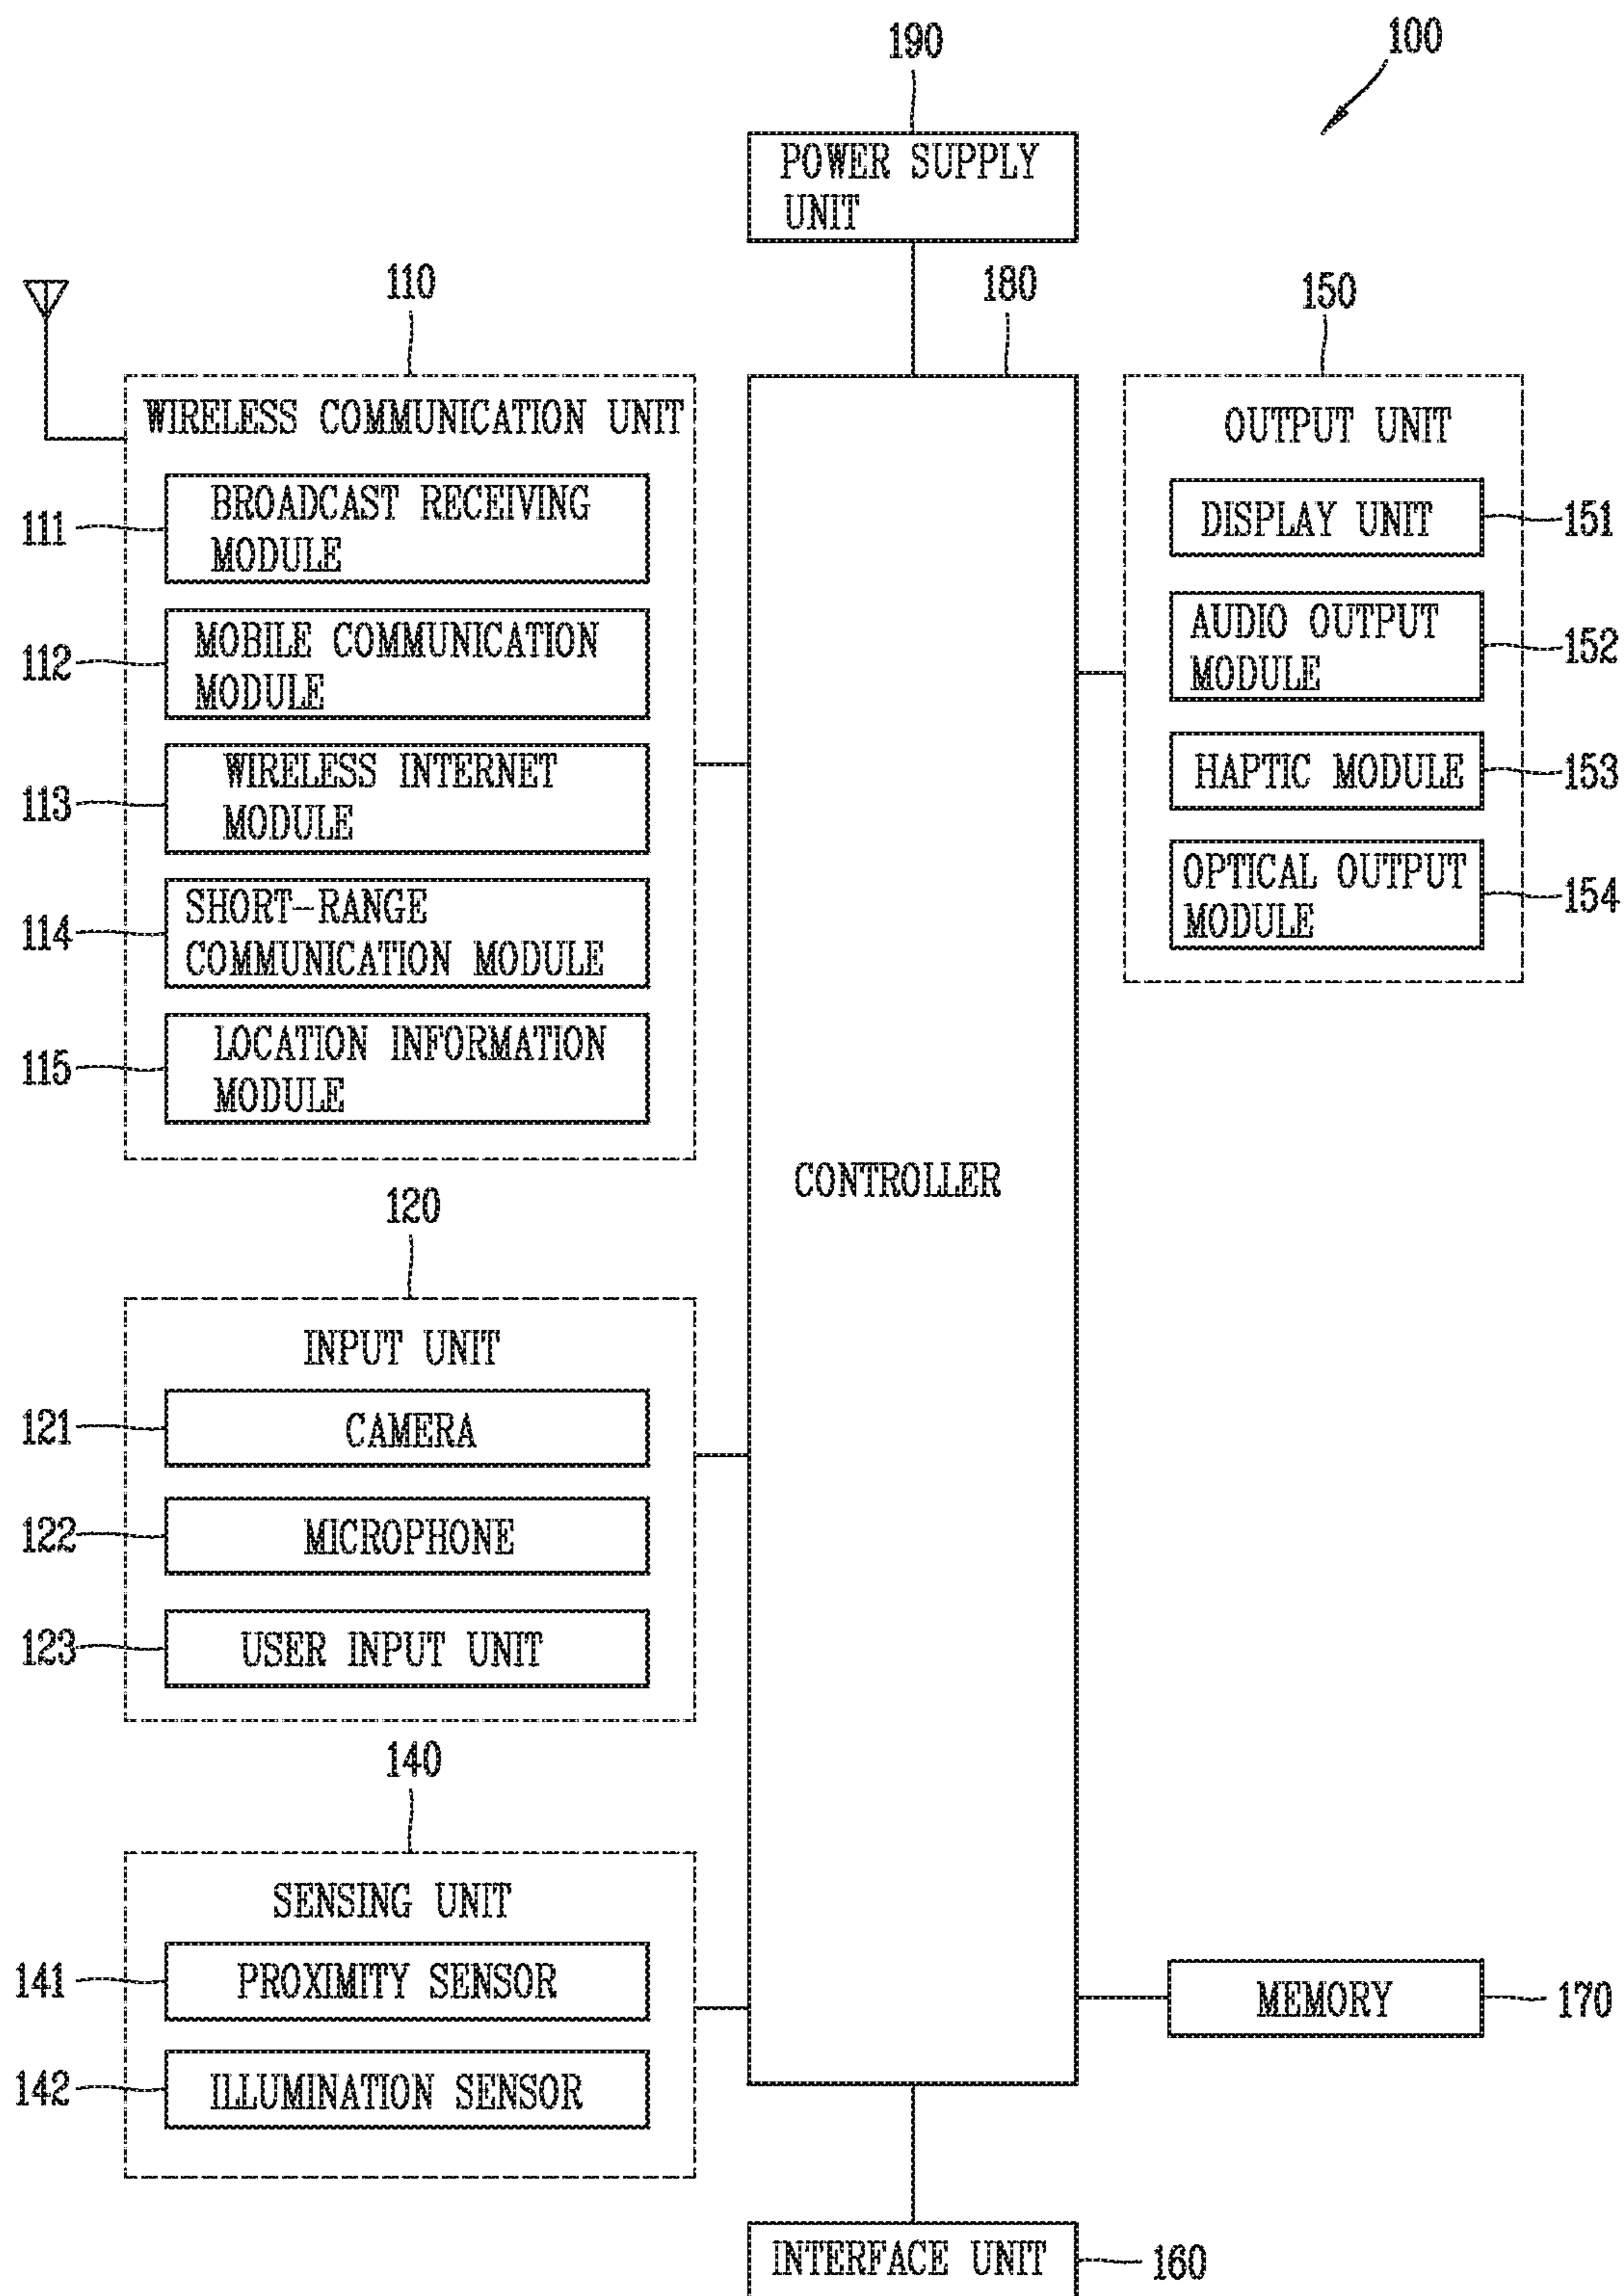 100
190
POWER SUPPLY
UNIT
110
180
150
WIRELESS COMMUNICATION UNIT
111
BROADCAST RECEIVING
MODULE
112
MOBILE COMMUNICATION
MODULE
113
WIRELESS INTERNET
MODULE
114
SHORT-RANGE
COMMUNICATION MODULE
115
LOCATION INFORMATION
MODULE
OUTPUT UNIT
DISPLAY UNIT
151
AUDIO OUTPUT
MODULE
152
HAPTIC MODULE
153
OPTICAL OUTPUT
MODULE
154
CONTROLLER
120
INPUT UNIT
121
CAMERA
122
MICROPHONE
123
USER INPUT UNIT
140
SENSING UNIT
141
PROXIMITY SENSOR
142
ILLUMINATION SENSOR
MEMORY
170
INTERFACE UNIT
160